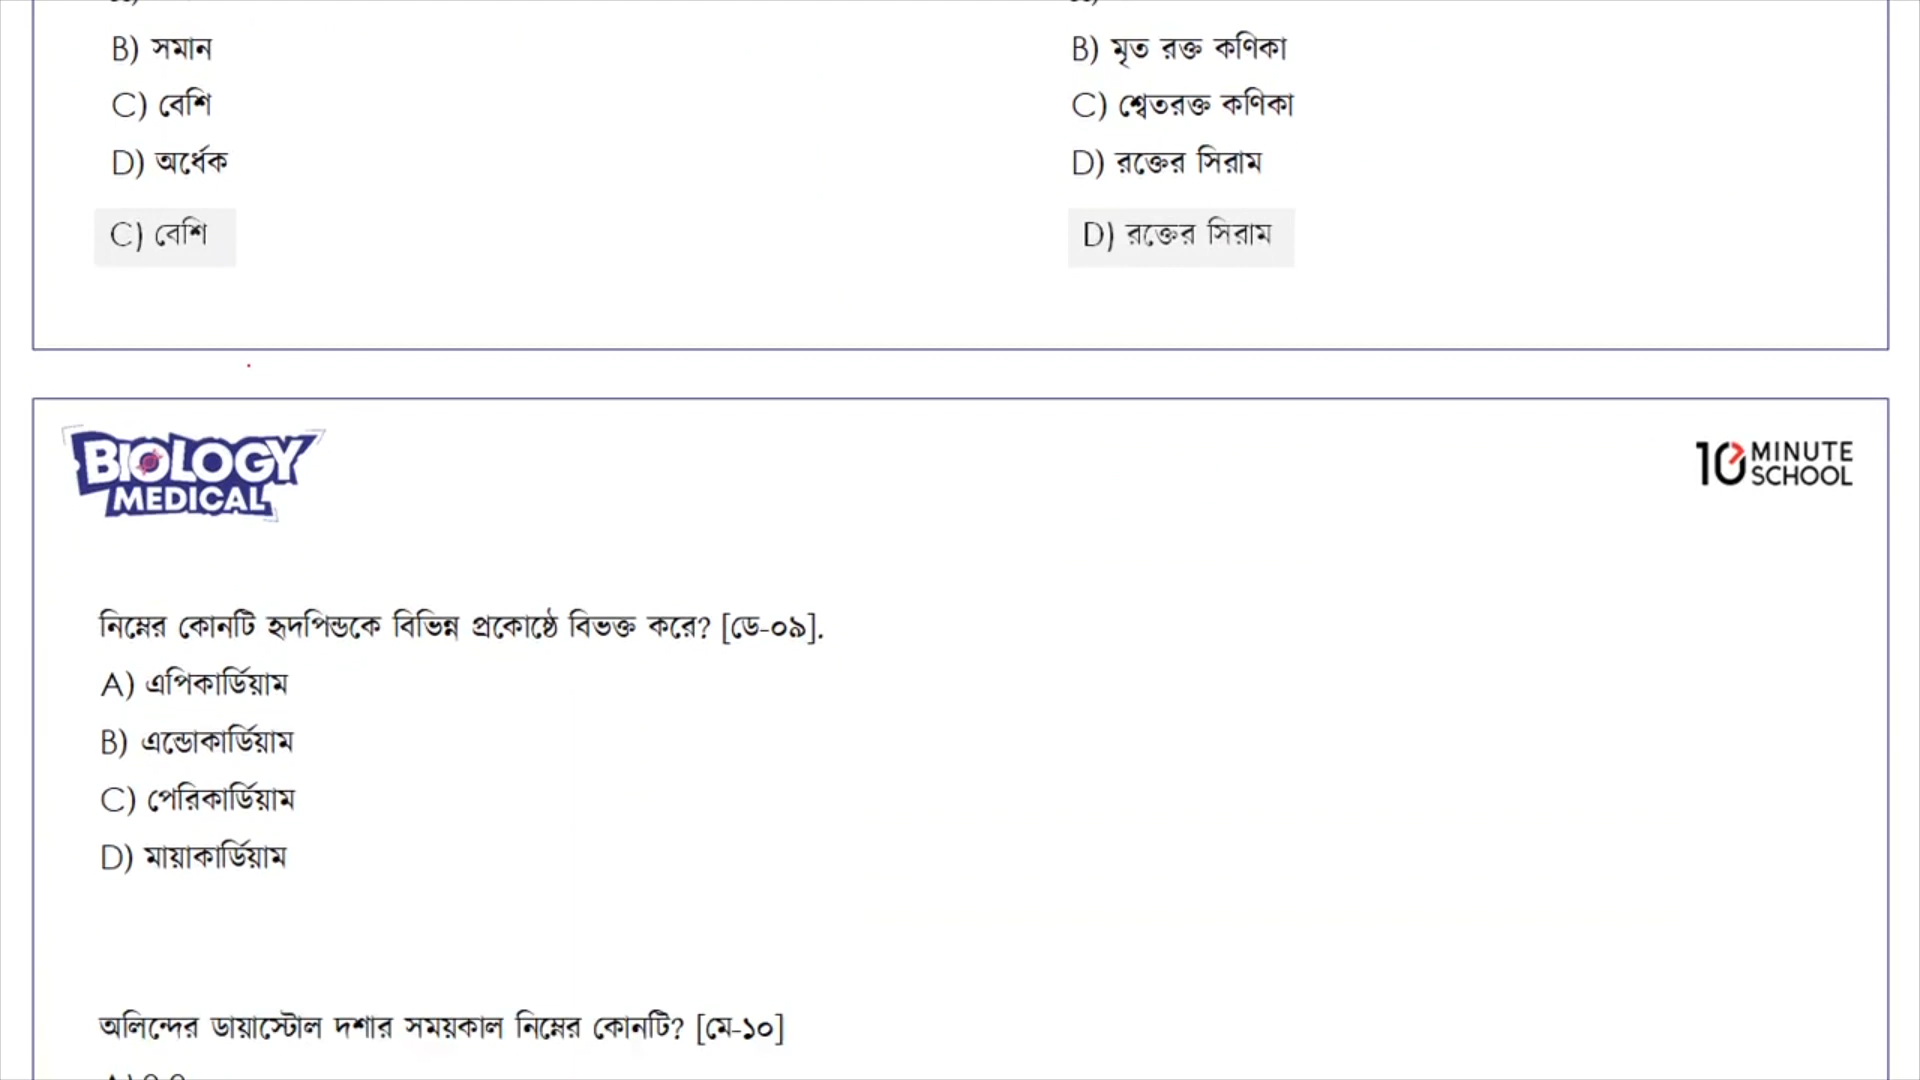 B) সমান
C) বেশি
D) অর্ধেক
C) বেশি
B) মৃত রক্ত কণিকা
C) শ্বেতরক্ত কণিকা
D) রক্তের সিরাম
D) রক্তের সিরাম
BIOLOGY
MEDICAL
10 MINUTE
SCHOOL
নিম্নের কোনটি হৃদপিন্ডকে বিভিন্ন প্রকোষ্ঠে বিভক্ত করে? [ডে-০৯].
A) এপিকার্ডিয়াম
B) এন্ডোকার্ডিয়াম
C) পেরিকার্ডিয়াম
D) মায়াকার্ডিয়াম
অলিন্দের ডায়াস্টোল দশার সময়কাল নিম্নের কোনটি? [মে-১০]